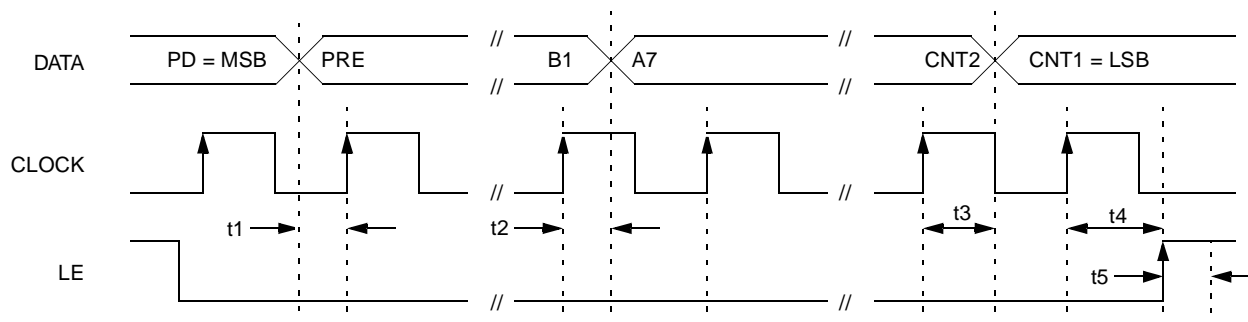 DATA PD = MSB PRE // B1 A7 // CNT2 CNT1 = LSB
//
//
CLOCK
//
//
t1 t2 t3 t4
LE t5
//
//